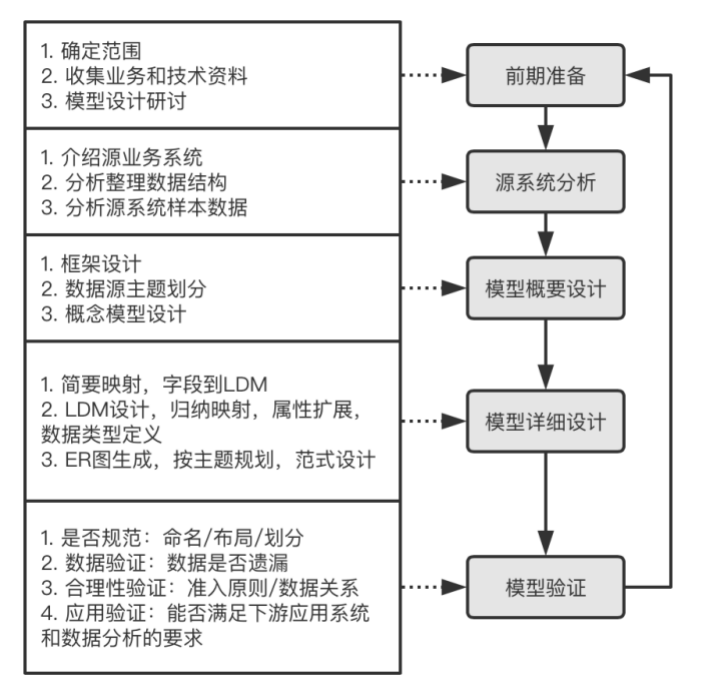 1. 确定范围
2. 收集业务和技术资料
3. 模型设计研讨
前期准备
1. 介绍源业务系统
2. 分析整理数据结构
3. 分析源系统样本数据
源系统分析
1. 框架设计
2. 数据源主题划分
3. 概念模型设计
模型概要设计
1. 简要映射，字段到LDM
2. LDM设计，归纳映射，属性扩展，
数据类型定义
3. ER图生成，按主题规划，范式设计
模型详细设计
1. 是否规范：命名/布局/划分
2. 数据验证：数据是否遗漏
3. 合理性验证：准入原则/数据关系
4. 应用验证：能否满足下游应用系统
和数据分析的要求
模型验证